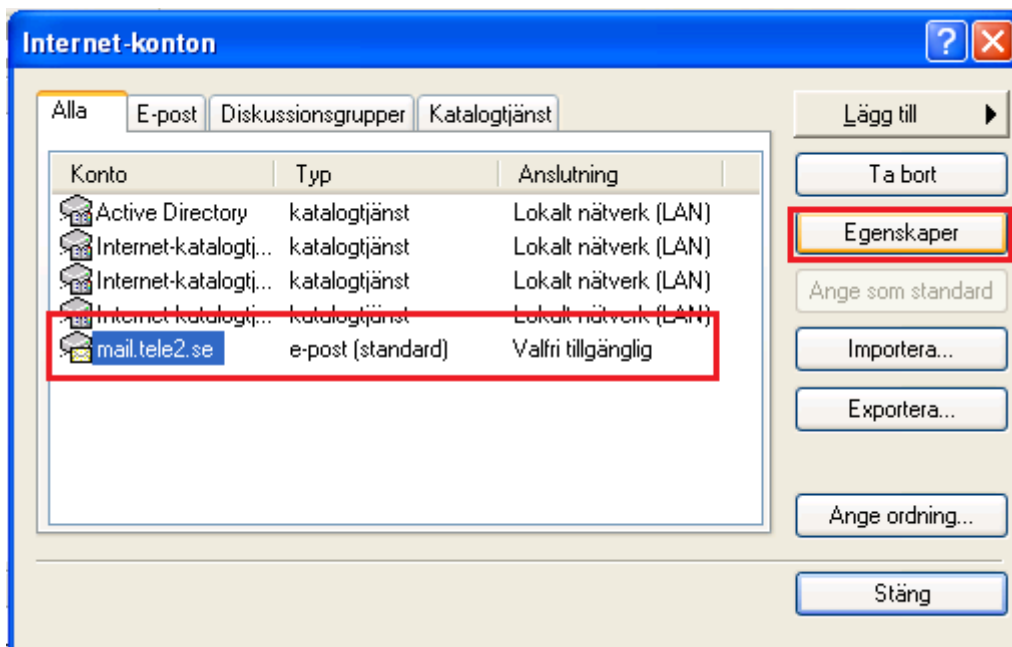 Internet-konton
Alla E-post Diskussionsgrupper Katalogtjänst
Konto Typ Anslutning
Active Directory katalogtjänst Lokalt nätverk (LAN)
Internet-katalogtj... katalogtjänst Lokalt nätverk (LAN)
Internet-katalogtj... katalogtjänst Lokalt nätverk (LAN)
Internet-katalogtj... katalogtjänst Lokalt nätverk (LAN)
mail.tele2.se e-post (standard) Valfri tillgänglig
Lägg till
Ta bort
Egenskaper
Ange som standard
Importera...
Exportera...
Ange ordning...
Stäng